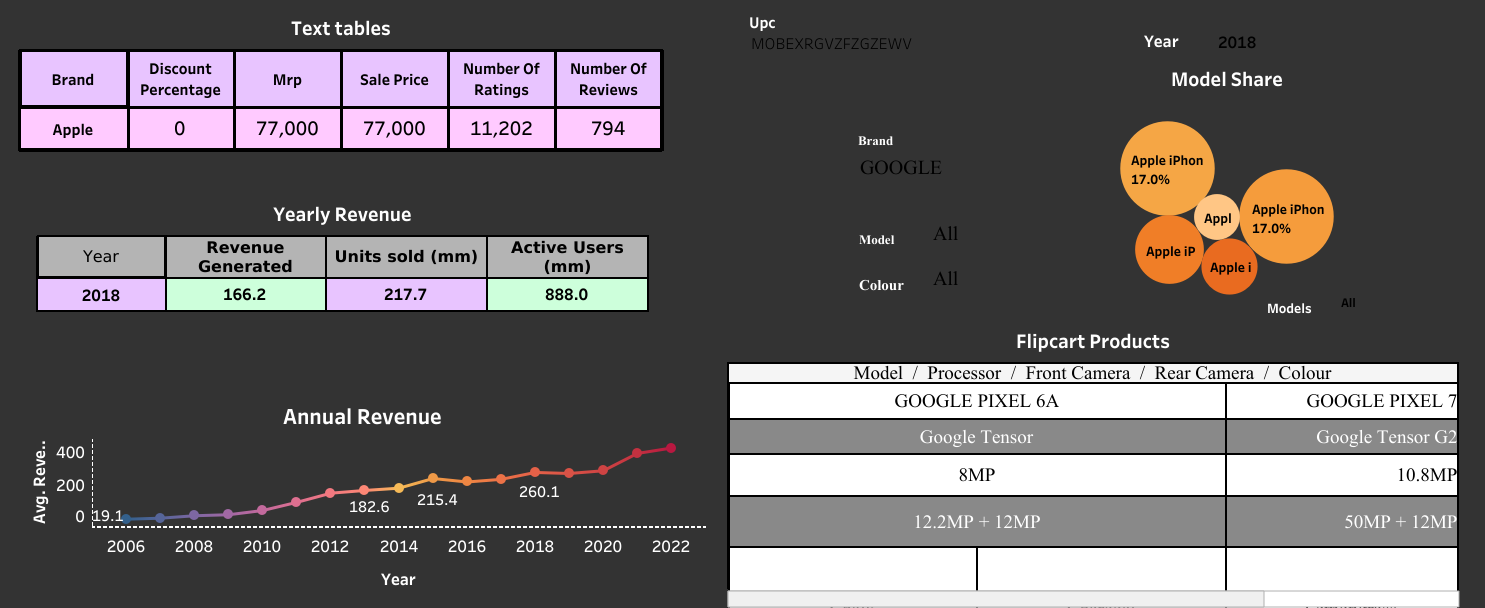 Text tables
Brand
Discount
Percentage
Mrp
Sale Price
Number Of
Ratings
Number Of
Reviews
Apple
0
77,000
77,000
11,202
794
Yearly Revenue
Year
Revenue
Generated
Units sold (mm)
Active Users
(mm)
2018
166.2
217.7
888.0
Annual Revenue
Avg. Reve..
400
200
0
19.1
182.6
215.4
260.1
2006
2008
2010
2012
2014
2016
2018
2020
2022
Year
Upc
MOBEXRGVZFZGZEWV
Year
2018
Brand
GOOGLE
Model
All
Colour
All
Model Share
Apple iPhon
17.0%
Appl
Apple iPhon
17.0%
Apple iP
Apple i
Models
All
Flipcart Products
Model / Processor / Front Camera / Rear Camera / Colour
GOOGLE PIXEL 6A
GOOGLE PIXEL 7
Google Tensor
Google Tensor G2
8MP
10.8MP
12.2MP + 12MP
50MP + 12MP